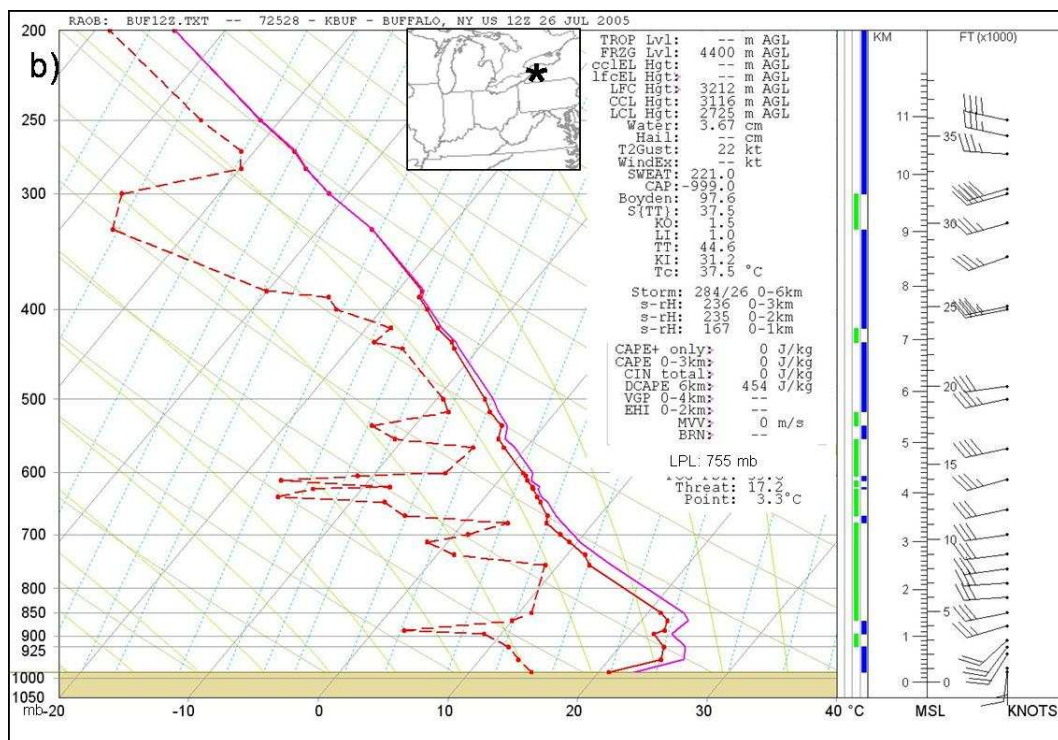 RAOB: BUF12Z.TXT -- 72528 - KBUF - BUFFALO, NY US 12Z 26 JUL 2005
b)
200
250
300
400
500
600
700
800
850
900
925
1000
1050
mb
-20 -10 0 10 20 30 40 °C
TROP Lvl: -- m AGL
FRZG Lvl: 4400 m AGL
cclEL Hgt: -- m AGL
lfcEL Hgt: -- m AGL
LFC Hgt: 3212 m AGL
CCL Hgt: 3116 m AGL
LCL Hgt: 2725 m AGL
Water: 3.67 cm
Hail: -- cm
T2Gust: 22 kt
WindEx: -- kt
SWEAT: 221.0
CAP: -999.0
Boyden: 97.6
S{TT}: 37.5
KO: 1.5
LI: 1.0
TT: 44.6
KI: 31.2
Tc: 37.5 °C
Storm: 284/26 0-6km
s-rH: 236 0-3km
s-rH: 235 0-2km
s-rH: 167 0-1km
CAPE+ only: 0 J/kg
CAPE 0-3km: 0 J/kg
CIN total: 0 J/kg
DCAPE 6km: 454 J/kg
VGP 0-4km: --
EHI 0-2km: --
MVV: 0 m/s
BRN: --
LPL: 755 mb
Threat: 17.2
Point: 3.3°C
KM FT (x1000)
11
10
9
8
7
6
5
4
3
2
1
0
35
30
25
20
15
10
5
0
MSL KNOTS